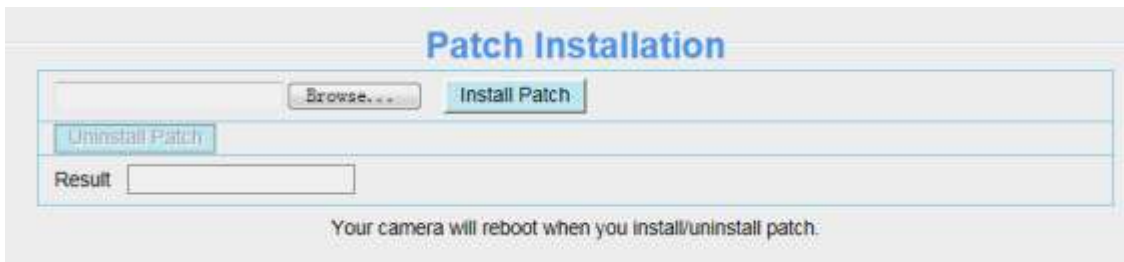 Patch Installation
Browse... Install Patch
Uninstall Patch
Result
Your camera will reboot when you install/uninstall patch.